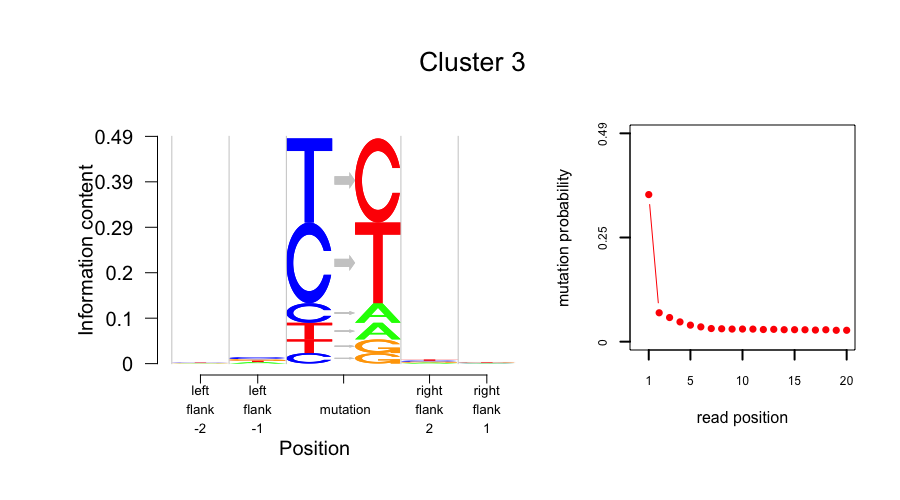 Cluster 3
Information content
0.49
0.39
0.29
0.2
0.1
0
T C
C T
C A
T A
T G
C G
left
flank
-2
left
flank
-1
mutation
right
flank
2
right
flank
1
Position
mutation probability
0.49
0.25
0
1
5
10
15
20
read position